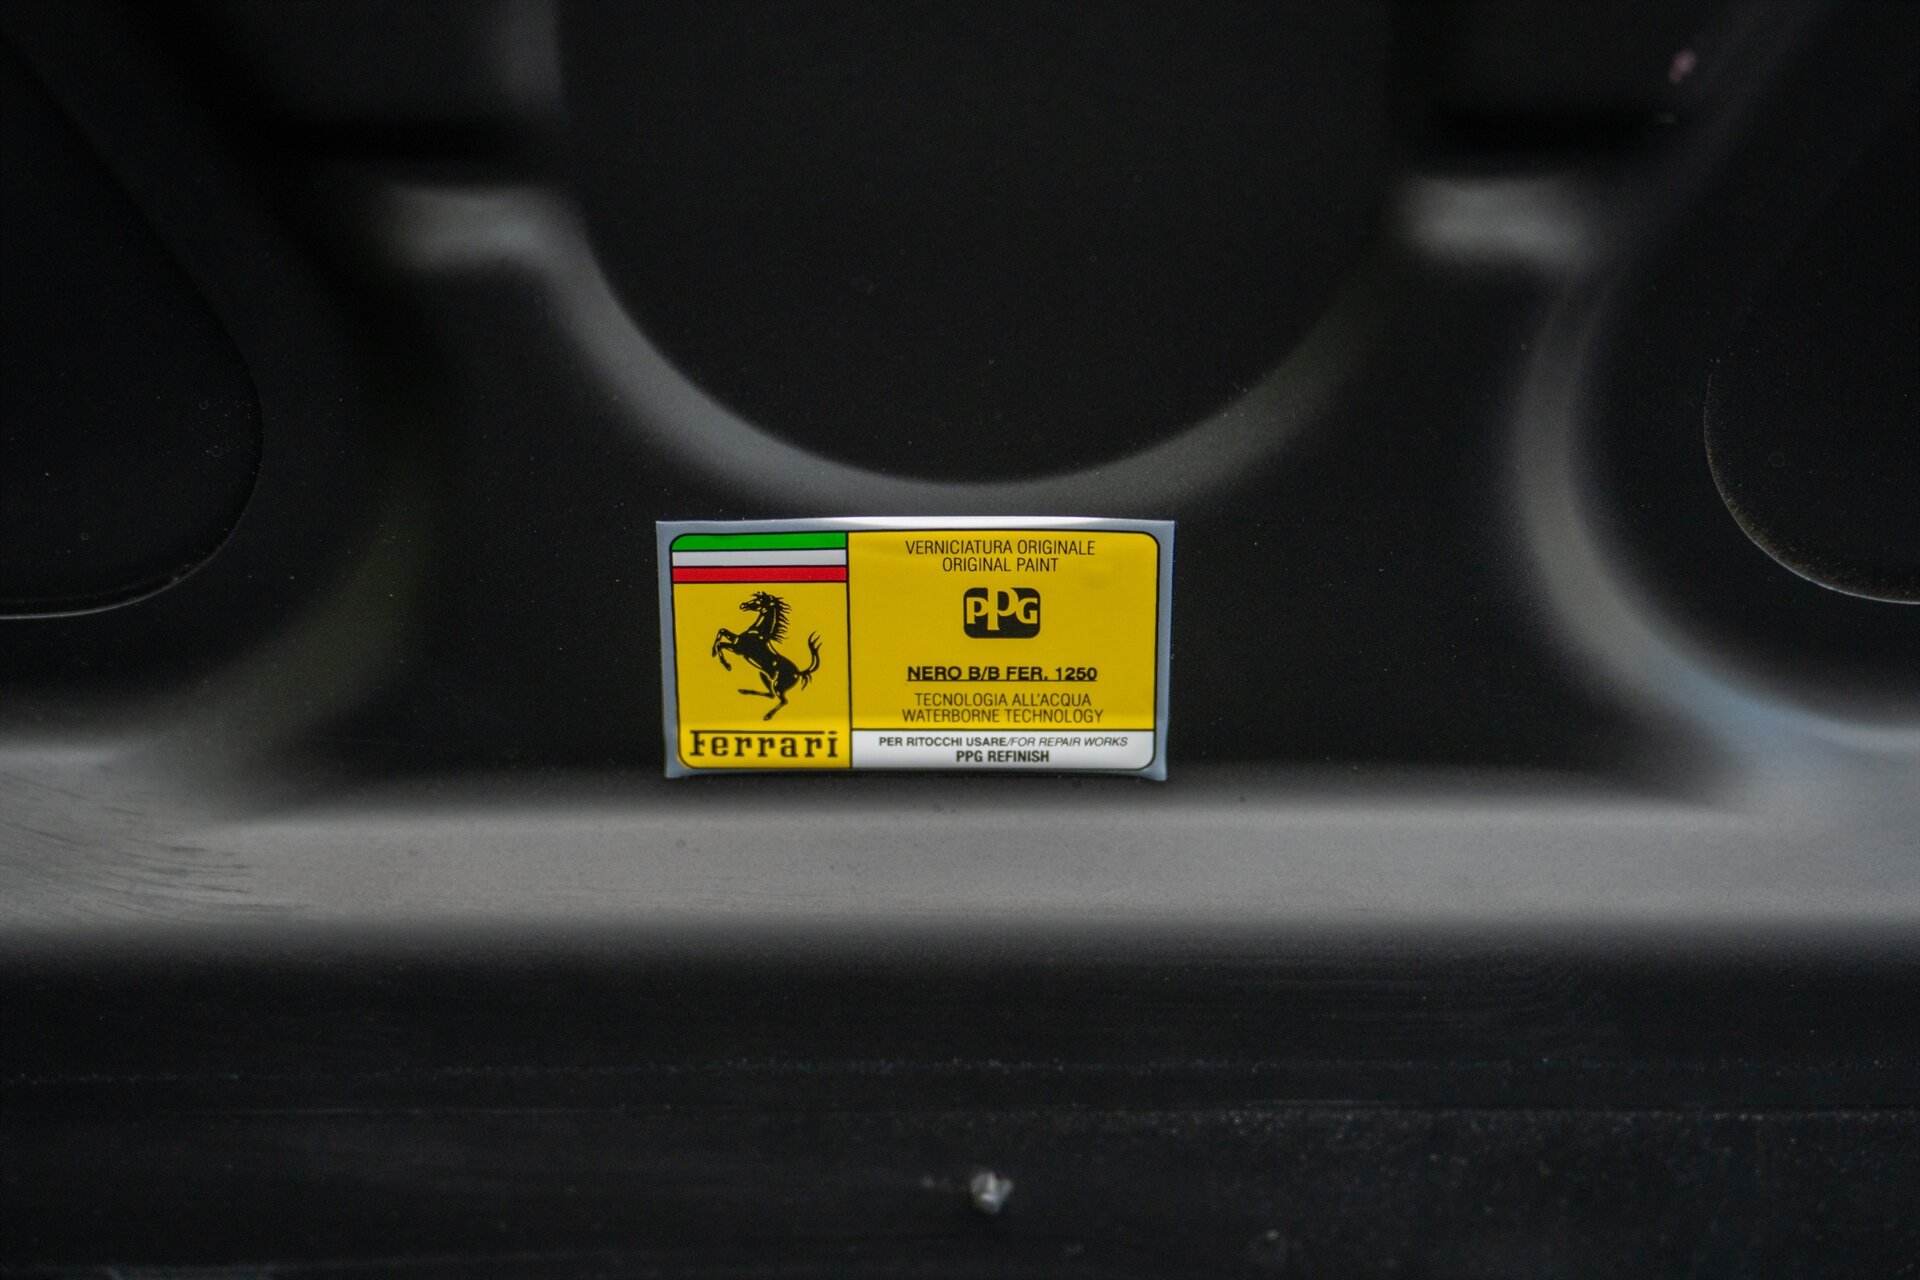 VERNICIATURA ORIGINALE
ORIGINAL PAINT
PPG
NERO B/B FER. 1250
TECNOLOGIA ALL'ACQUA
WATERBORNE TECHNOLOGY
Ferrari
PER RITOCCHI USARE/FOR REPAIR WORKS
PPG REFINISH